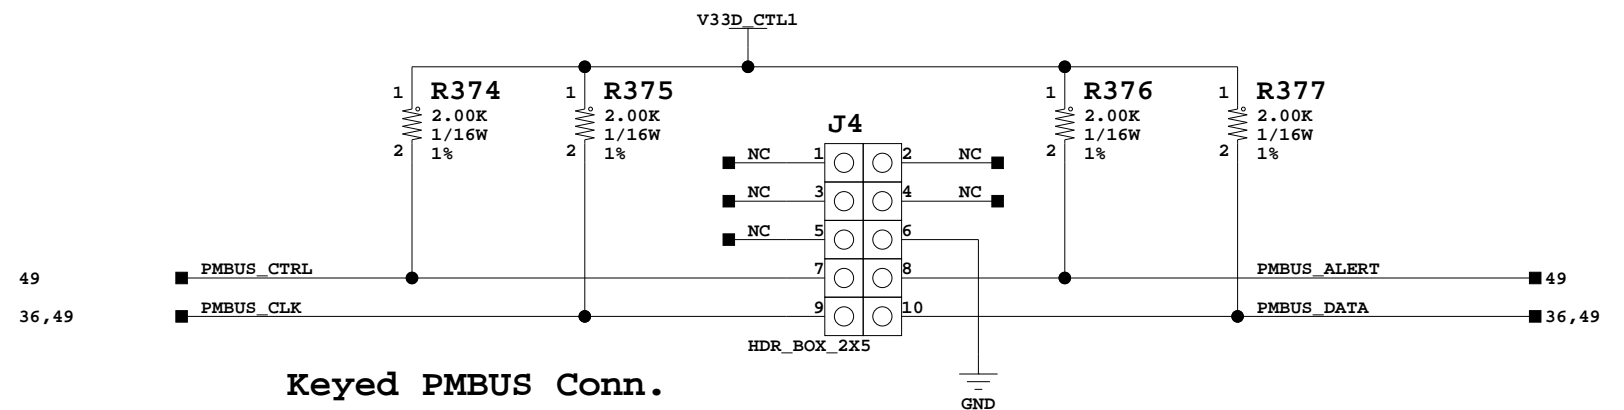 V33D_CTL1
1 R374 1 R375 1 R376 1 R377
2.00K 2.00K 2.00K 2.00K
1/16W 1/16W 1/16W 1/16W
2 1% 2 1% 2 1% 2 1%
J4
NC 1 2 NC
NC 3 4 NC
NC 5 6
49 PMBUS_CTRL 7 8 PMBUS_ALERT 49
36,49 PMBUS_CLK 9 10 PMBUS_DATA 36,49
HDR_BOX_2X5
Keyed PMBUS Conn.
GND